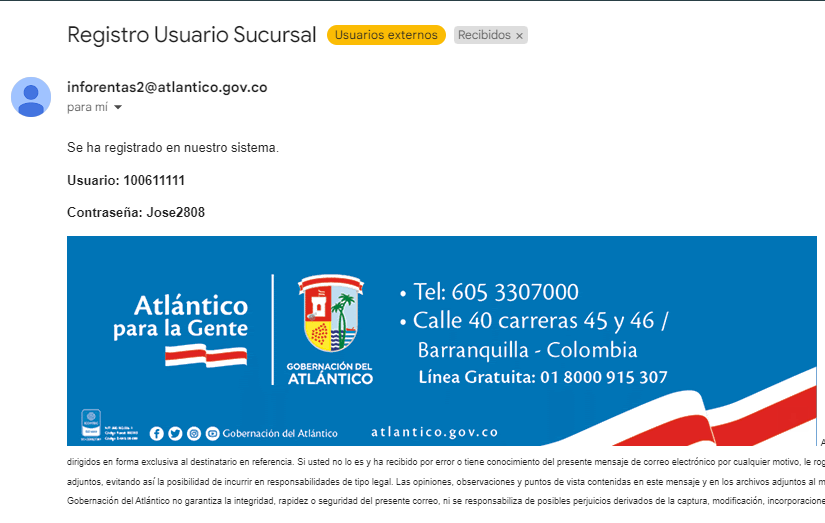 Registro Usuario Sucursal Usuarios externos Recibidos ×
inforentas2@atlantico.gov.co
para mí
Se ha registrado en nuestro sistema.
Usuario: 100611111
Contraseña: Jose2808
Atlántico
para la Gente
GOBERNACIÓN DEL
ATLÁNTICO
• Tel: 605 3307000
• Calle 40 carreras 45 y 46 /
Barranquilla - Colombia
Línea Gratuita: 01 8000 915 307
Gobernación del Atlántico
atlantico.gov.co
A
dirigidos en forma exclusiva al destinatario en referencia. Si usted no lo es y ha recibido por error o tiene conocimiento del presente mensaje de correo electrónico por cualquier motivo, le rog
adjuntos, evitando así la posibilidad de incurrir en responsabilidades de tipo legal. Las opiniones, observaciones y puntos de vista contenidas en este mensaje y en los archivos adjuntos al m
Gobernación del Atlántico no garantiza la integridad, rapidez o seguridad del presente correo, ni se responsabiliza de posibles perjuicios derivados de la captura, modificación, incorporacione